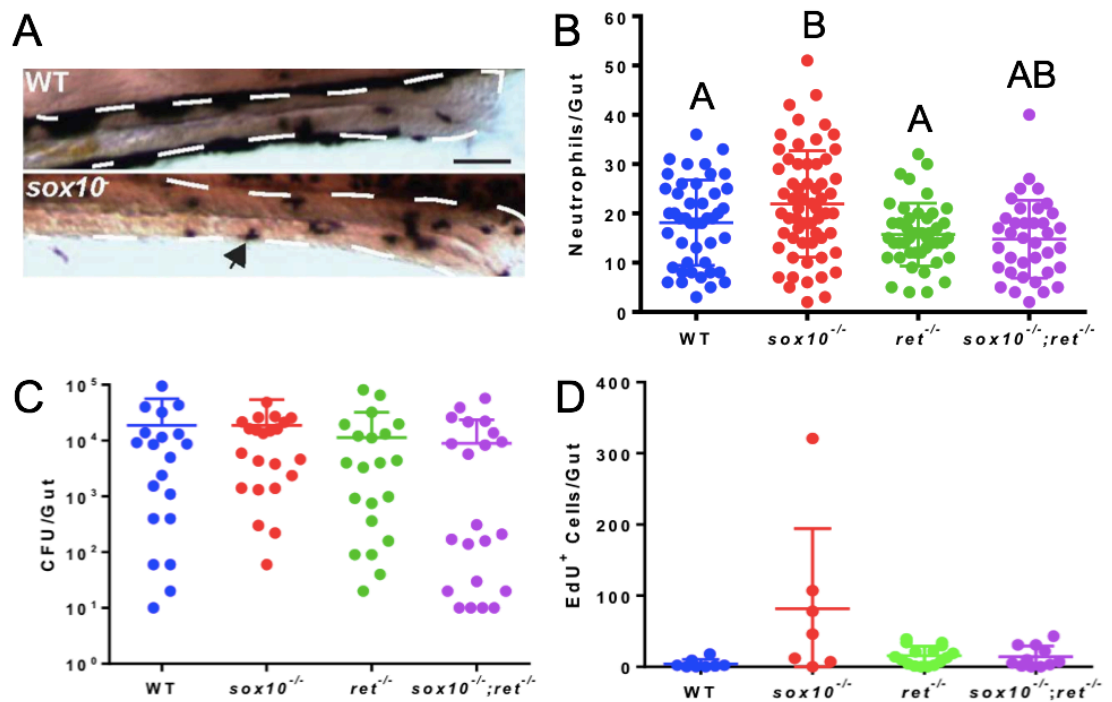 A
WT
sox10-
B
Neutrophils/Gut
60
50
40
30
20
10
0
A
B
A
AB
WT
sox10-/-
ret-/-
sox10-/-;ret-/-
C
CFU/Gut
10^5
10^4
10^3
10^2
10^1
10^0
WT
sox10-/-
ret-/-
sox10-/-;ret-/-
D
EdU+ Cells/Gut
400
300
200
100
0
WT
sox10-/-
ret-/-
sox10-/-;ret-/-